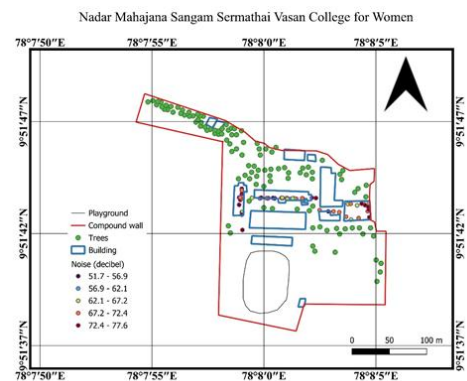 Nadar Mahajana Sangam Sermathai Vasan College for Women
78°7'50"E 78°7'55"E 78°8'0"E 78°8'5"E
9°51'47"N 9°51'47"N
9°51'42"N 9°51'42"N
9°51'37"N 9°51'37"N
Playground
Compound wall
Trees
Building
Noise (decibel)
51.7 - 56.9
56.9 - 62.1
62.1 - 67.2
67.2 - 72.4
72.4 - 77.6
0 50 100 m
78°7'50"E 78°7'55"E 78°8'0"E 78°8'5"E